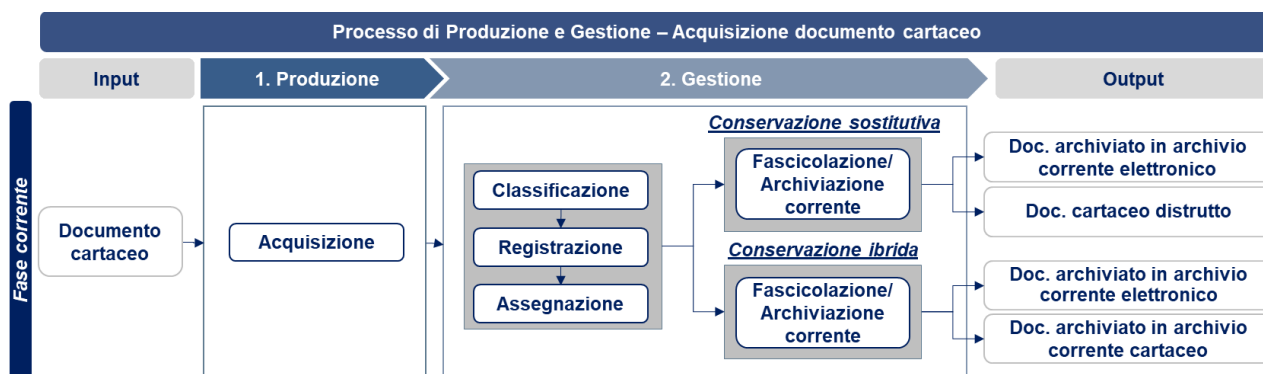 Processo di Produzione e Gestione – Acquisizione documento cartaceo
Input
1. Produzione
2. Gestione
Output
Fase corrente
Documento
cartaceo
Acquisizione
Classificazione
Registrazione
Assegnazione
Conservazione sostitutiva
Fascicolazione/
Archiviazione
corrente
Conservazione ibrida
Fascicolazione/
Archiviazione
corrente
Doc. archiviato in archivio
corrente elettronico
Doc. cartaceo distrutto
Doc. archiviato in archivio
corrente elettronico
Doc. archiviato in archivio
corrente cartaceo